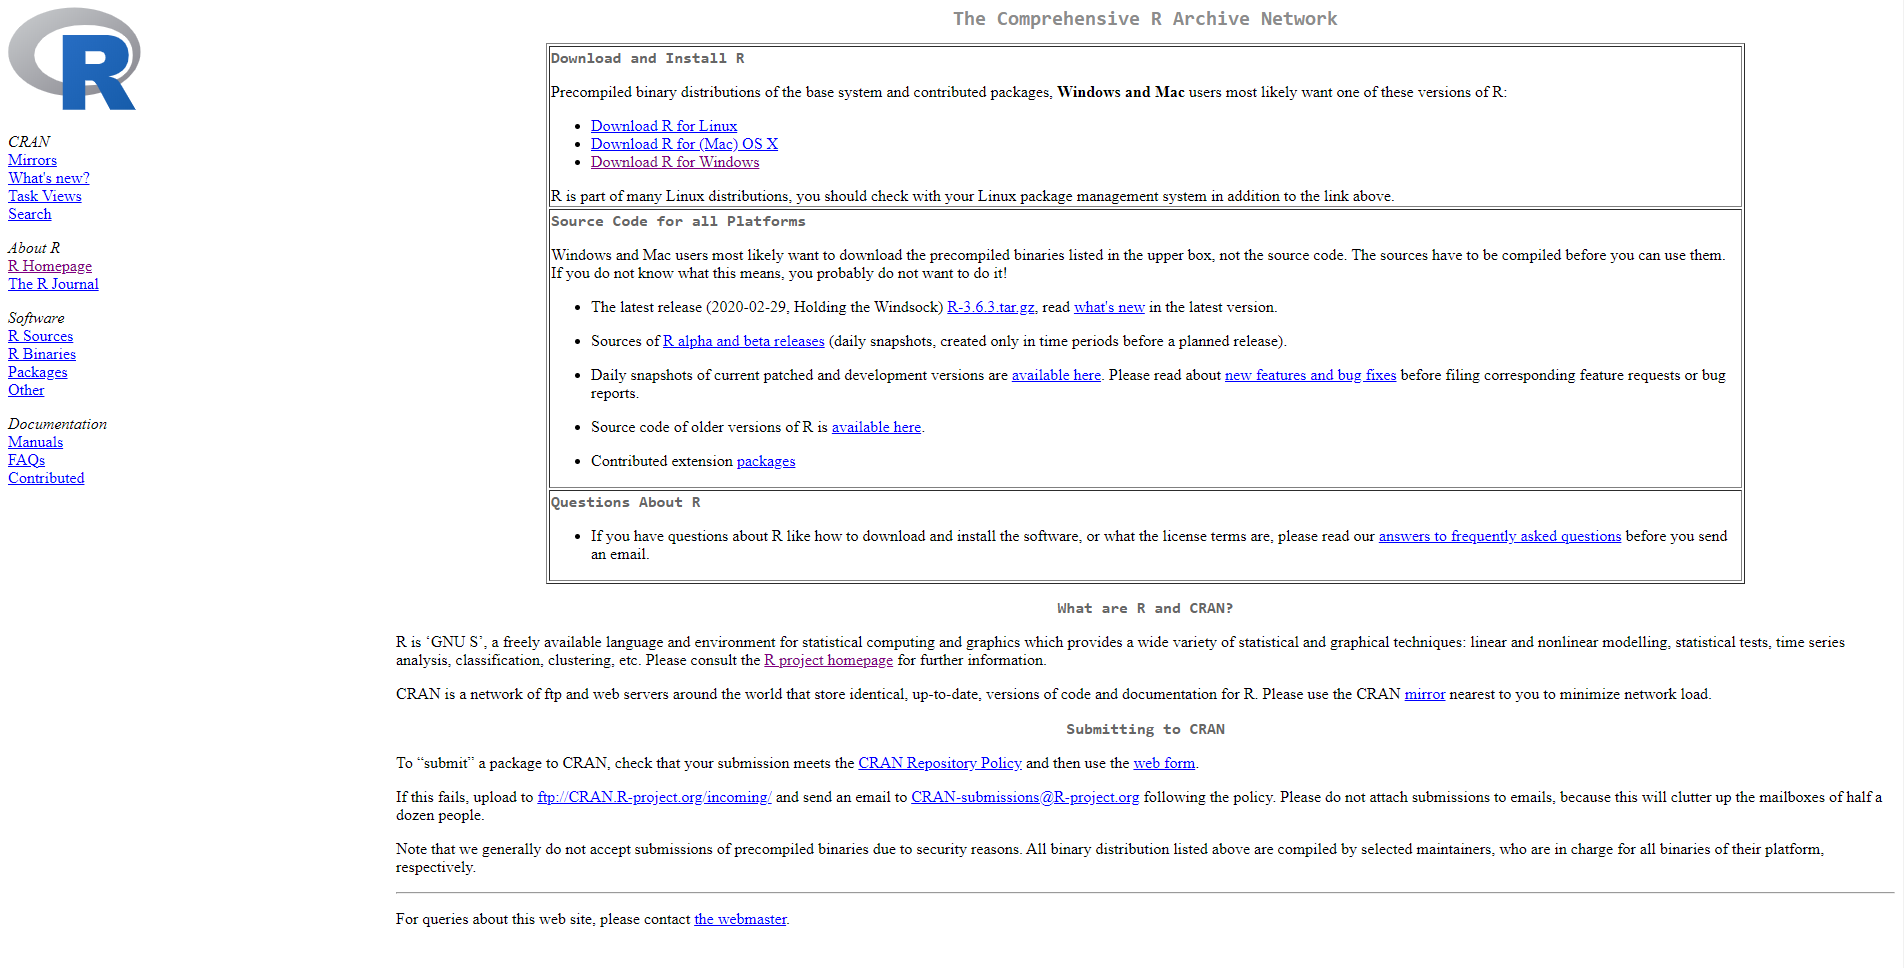 R
CRAN
Mirrors
What's new?
Task Views
Search
About R
R Homepage
The R Journal
Software
R Sources
R Binaries
Packages
Other
Documentation
Manuals
FAQs
Contributed
The Comprehensive R Archive Network
Download and Install R
Precompiled binary distributions of the base system and contributed packages, Windows and Mac users most likely want one of these versions of R:
Download R for Linux
Download R for (Mac) OS X
Download R for Windows
R is part of many Linux distributions, you should check with your Linux package management system in addition to the link above.
Source Code for all Platforms
Windows and Mac users most likely want to download the precompiled binaries listed in the upper box, not the source code. The sources have to be compiled before you can use them.
If you do not know what this means, you probably do not want to do it!
The latest release (2020-02-29, Holding the Windsock) R-3.6.3.tar.gz, read what's new in the latest version.
Sources of R alpha and beta releases (daily snapshots, created only in time periods before a planned release).
Daily snapshots of current patched and development versions are available here. Please read about new features and bug fixes before filing corresponding feature requests or bug
reports.
Source code of older versions of R is available here.
Contributed extension packages
Questions About R
If you have questions about R like how to download and install the software, or what the license terms are, please read our answers to frequently asked questions before you send
an email.
What are R and CRAN?
R is ‘GNU S’, a freely available language and environment for statistical computing and graphics which provides a wide variety of statistical and graphical techniques: linear and nonlinear modelling, statistical tests, time series
analysis, classification, clustering, etc. Please consult the R project homepage for further information.
CRAN is a network of ftp and web servers around the world that store identical, up-to-date, versions of code and documentation for R. Please use the CRAN mirror nearest to you to minimize network load.
Submitting to CRAN
To “submit” a package to CRAN, check that your submission meets the CRAN Repository Policy and then use the web form.
If this fails, upload to ftp://CRAN.R-project.org/incoming/ and send an email to CRAN-submissions@R-project.org following the policy. Please do not attach submissions to emails, because this will clutter up the mailboxes of half a
dozen people.
Note that we generally do not accept submissions of precompiled binaries due to security reasons. All binary distribution listed above are compiled by selected maintainers, who are in charge for all binaries of their platform,
respectively.
For queries about this web site, please contact the webmaster.